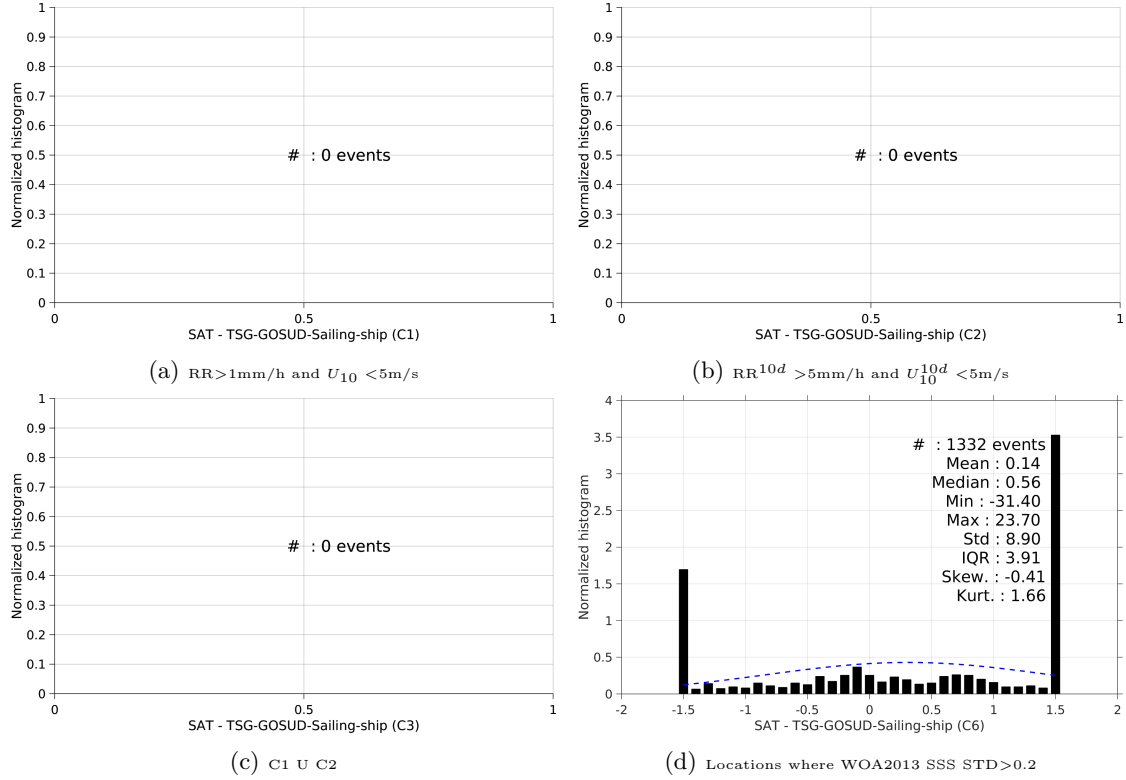 1
0.9
0.8
0.7
0.6
0.5
0.4
0.3
0.2
0.1
0
Normalized histogram
# : 0 events
0 0.5 1
SAT - TSG-GOSUD-Sailing-ship (C1)
(a) RR>1mm/h and U10 <5m/s
1
0.9
0.8
0.7
0.6
0.5
0.4
0.3
0.2
0.1
0
Normalized histogram
# : 0 events
0 0.5 1
SAT - TSG-GOSUD-Sailing-ship (C2)
(b) RR10d >5mm/h and U10d10 <5m/s
1
0.9
0.8
0.7
0.6
0.5
0.4
0.3
0.2
0.1
0
Normalized histogram
# : 0 events
0 0.5 1
SAT - TSG-GOSUD-Sailing-ship (C3)
(c) C1 U C2
4
3.5
3
2.5
2
1.5
1
0.5
0
Normalized histogram
# : 1332 events
Mean : 0.14
Median : 0.56
Min : -31.40
Max : 23.70
Std : 8.90
IQR : 3.91
Skew. : -0.41
Kurt. : 1.66
-2 -1.5 -1 -0.5 0 0.5 1 1.5 2
SAT - TSG-GOSUD-Sailing-ship (C6)
(d) Locations where WOA2013 SSS STD>0.2